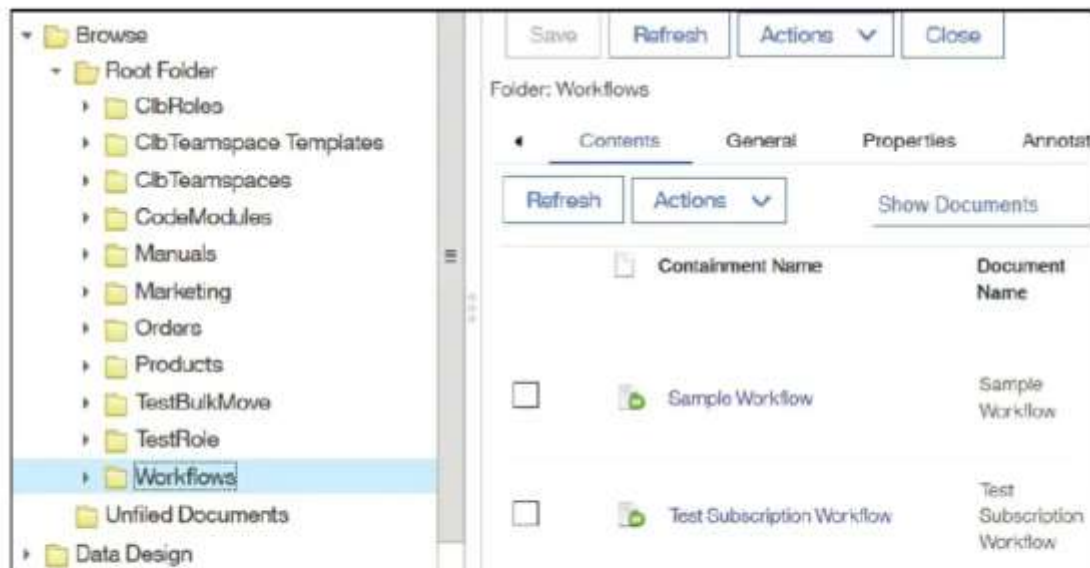 Browse
Root Folder
ClbRoles
ClbTeamspace Templates
ClbTeamspaces
CodeModules
Manuals
Marketing
Orders
Products
TestBulkMove
TestRole
Workflows
Unfiled Documents
Data Design
Save Refresh Actions Close
Folder: Workflows
Contents General Properties Annotat
Refresh Actions Show Documents
Containment Name Document
Name
Sample Workflow Sample
Workflow
Test Subscription Workflow Test
Subscription
Workflow